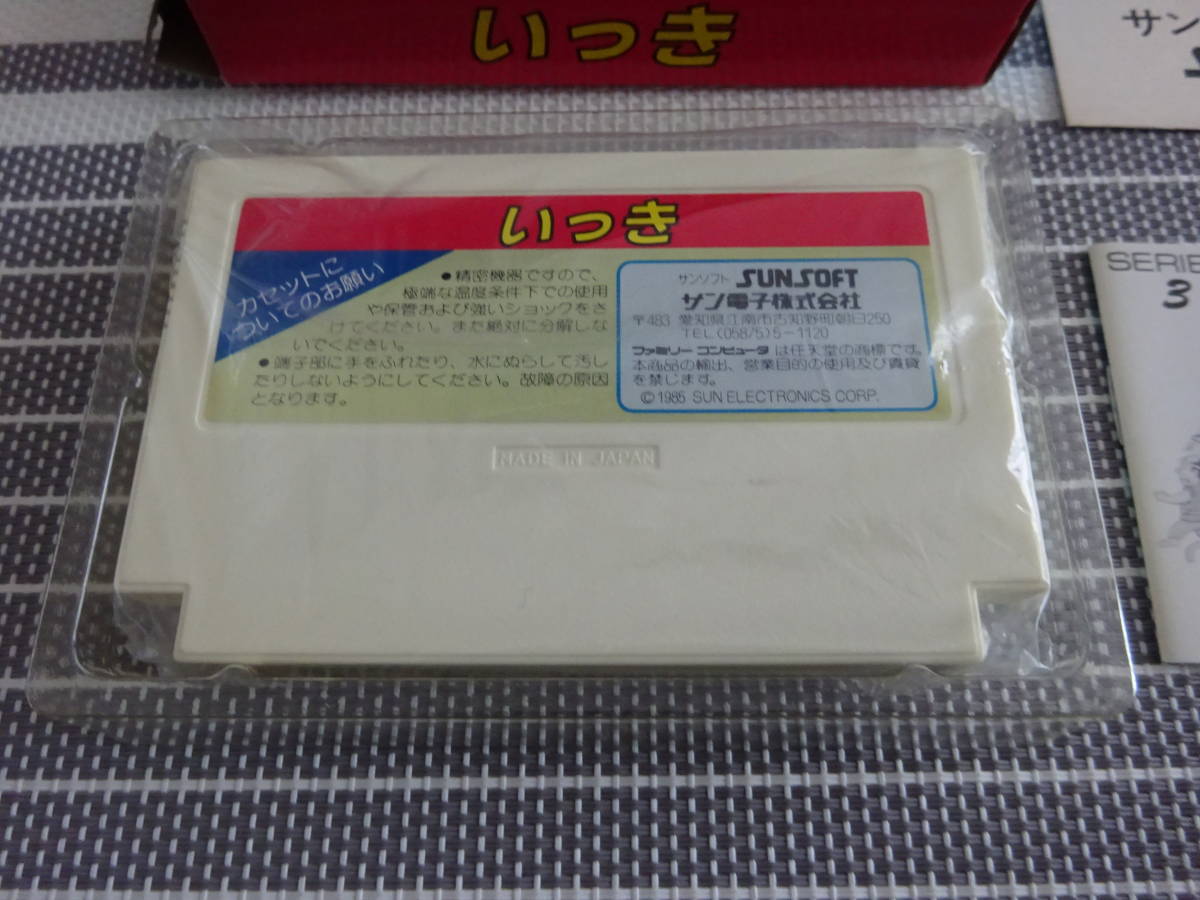 いっき
サン
SERIE
3
いっき
カセットに
ついてのお願い
●精密機器ですので、
極端な温度条件下での使用
や保管および強いショックをさ
けてください。また絶対に分解しな
いでください。
●端子部に手をふれたり、水にぬらして汚し
たりしないようにしてください。故障の原因
となります。
サンソフト SUNSOFT
サン電子株式会社
〒483 愛知県江南市古知野町朝日250
TEL(058/5)5-1120
ファミリーコンピュータは任天堂の商標です。
本商品の輸出、営業目的の使用及び賃貸
を禁じます。
©1985 SUN ELECTRONICS CORP.
MADE IN JAPAN